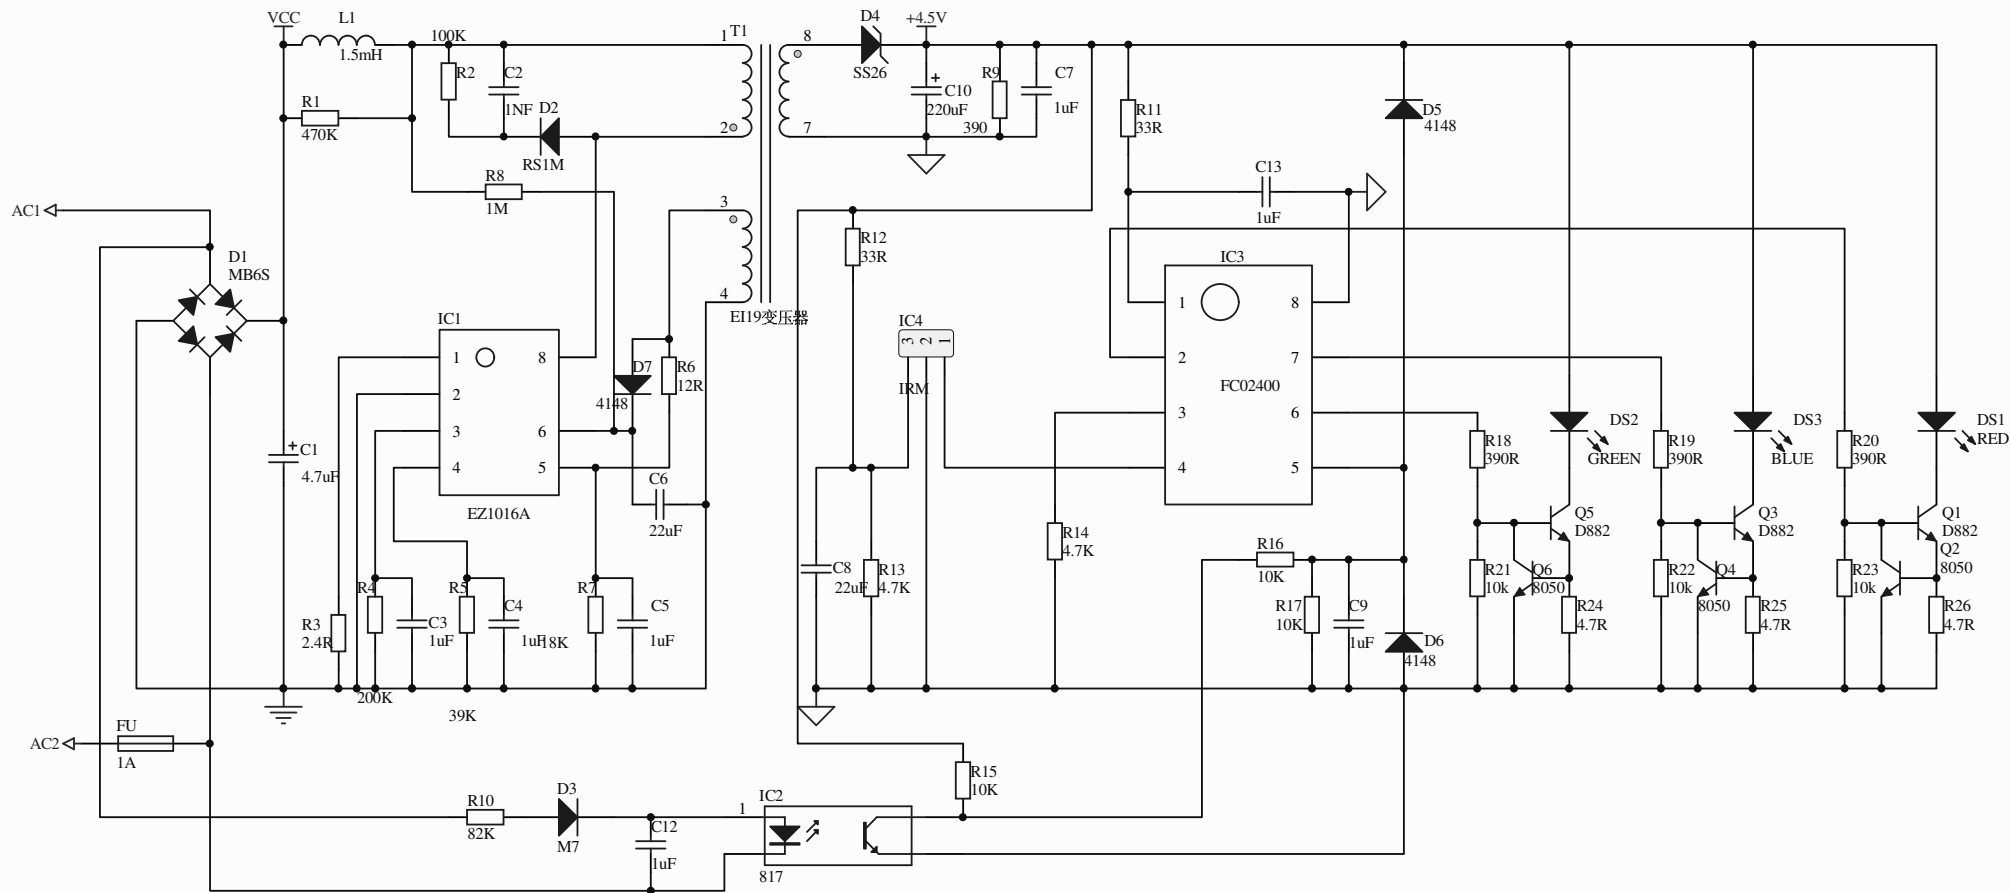 VCC
L1
1.5mH
100K
R2
C2
1NF
D2
RS1M
R1
470K
R8
1M
1
T1
2
3
4
EI19变压器
8
7
D4
SS26
+4.5V
C10
220uF
R9
390
C7
1uF
R11
33R
D5
4148
C13
1uF
AC1
D1
MB6S
R12
33R
IC3
1
2
3
4
8
7
6
5
FC02400
IC4
3
2
1
IRM
IC1
1
2
3
4
8
6
5
EZ1016A
D7
4148
R6
12R
C6
22uF
C1
4.7uF
R18
390R
DS2
GREEN
R19
390R
DS3
BLUE
R20
390R
DS1
RED
Q5
D882
Q3
D882
Q1
D882
Q2
8050
R14
4.7K
R16
10K
C8
22uF
R13
4.7K
R21
10k
Q6
8050
R22
10k
Q4
8050
R23
10k
R24
4.7R
R25
4.7R
R26
4.7R
R17
10K
C9
1uF
D6
4148
R3
2.4R
R4
200K
C3
1uF
R5
39K
C4
1uF
R7
18K
C5
1uF
AC2
FU
1A
R15
10K
R10
82K
D3
M7
C12
1uF
1
IC2
817